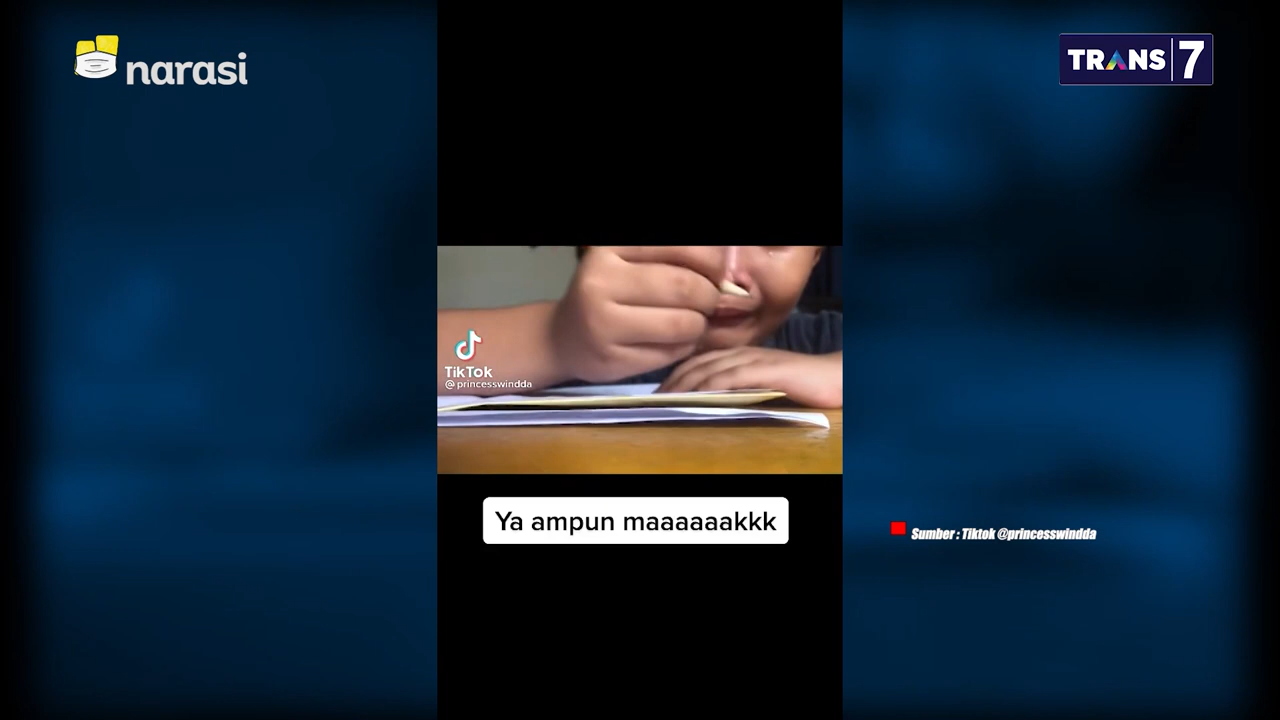 narasi
TRANS 7
TikTok
@princesswindda
Ya ampun maaaaaakkk
Sumber : Tiktok @princesswindda